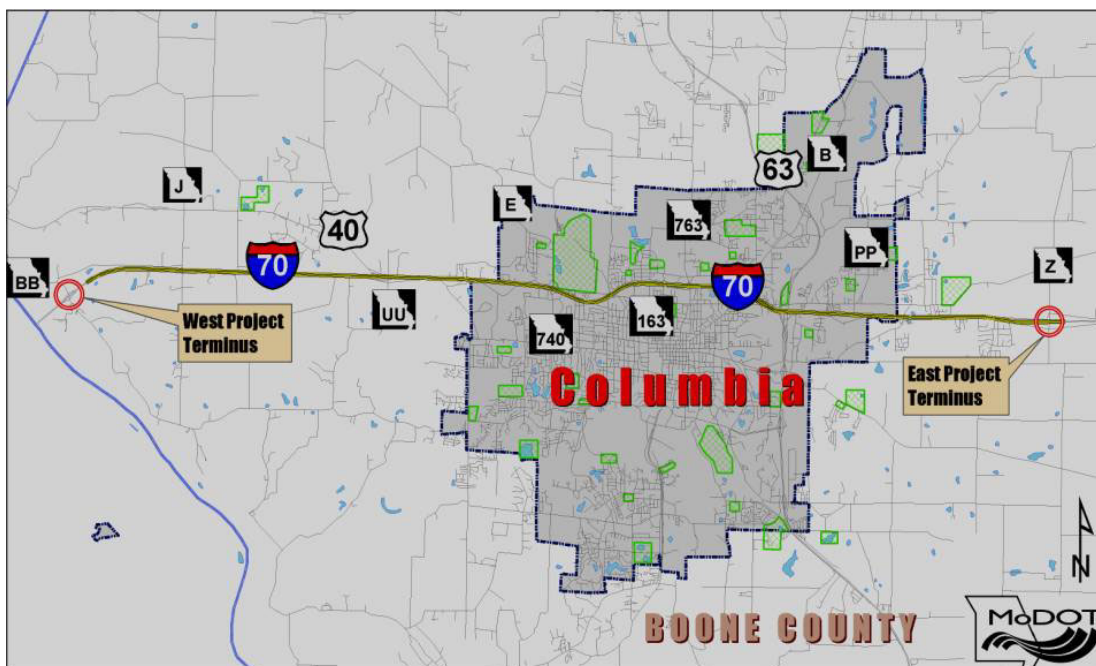 B
63
J
E
763
40
PP
Z
70
BB
70
UU
West Project
Terminus
740
163
East Project
Terminus
Columbia
N
BOONE COUNTY
MoDOT